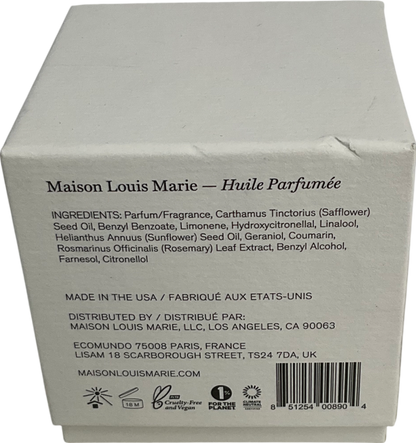 Maison Louis Marie — Huile Parfumée
INGREDIENTS: Parfum/Fragrance, Carthamus Tinctorius (Safflower)
Seed Oil, Benzyl Benzoate, Limonene, Hydroxycitronellal, Linalool,
Helianthus Annuus (Sunflower) Seed Oil, Geraniol, Coumarin,
Rosmarinus Officinalis (Rosemary) Leaf Extract, Benzyl Alcohol,
Farnesol, Citronellol
MADE IN THE USA / FABRIQUÉ AUX ETATS-UNIS
DISTRIBUTED BY / DISTRIBUÉ PAR:
MAISON LOUIS MARIE, LLC, LOS ANGELES, CA 90063
ECOMUNDO 75008 PARIS, FRANCE
LISAM 18 SCARBOROUGH STREET, TS24 7DA, UK
MAISONLOUISMARIE.COM
18 M
Cruelty-Free
and Vegan
1%
FOR THE
PLANET
8 51254 00890 4